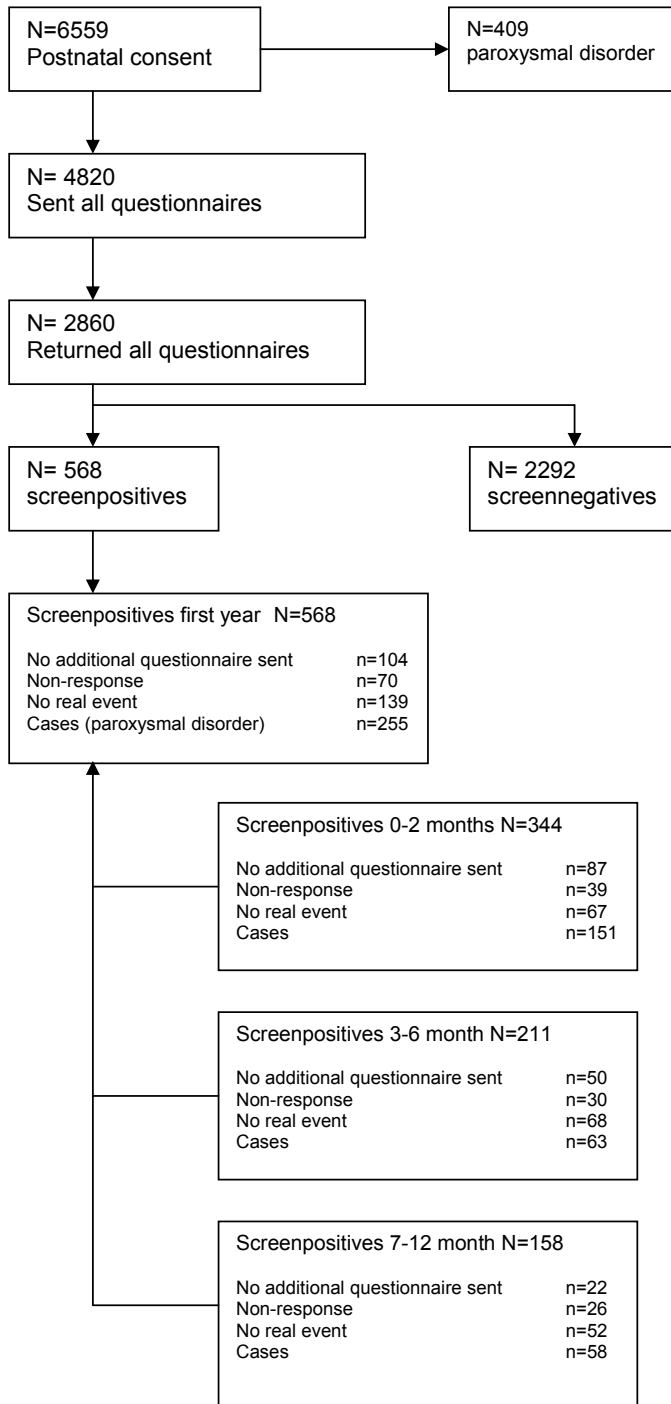 N=6559
Postnatal consent
N=409
paroxysmal disorder
N= 4820
Sent all questionnaires
N= 2860
Returned all questionnaires
N= 568
screenpositives
N= 2292
screennegatives
Screenpositives first year N=568
No additional questionnaire sent n=104
Non-response n=70
No real event n=139
Cases (paroxysmal disorder) n=255
Screenpositives 0-2 months N=344
No additional questionnaire sent n=87
Non-response n=39
No real event n=67
Cases n=151
Screenpositives 3-6 month N=211
No additional questionnaire sent n=50
Non-response n=30
No real event n=68
Cases n=63
Screenpositives 7-12 month N=158
No additional questionnaire sent n=22
Non-response n=26
No real event n=52
Cases n=58